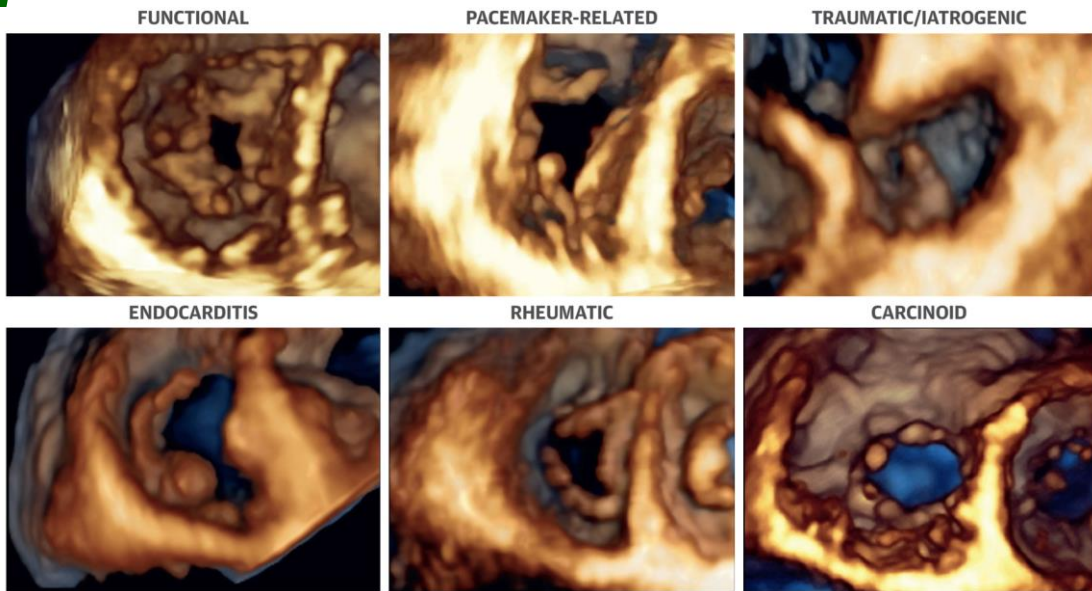 FUNCTIONAL
PACEMAKER-RELATED
TRAUMATIC/IATROGENIC
ENDOCARDITIS
RHEUMATIC
CARCINOID